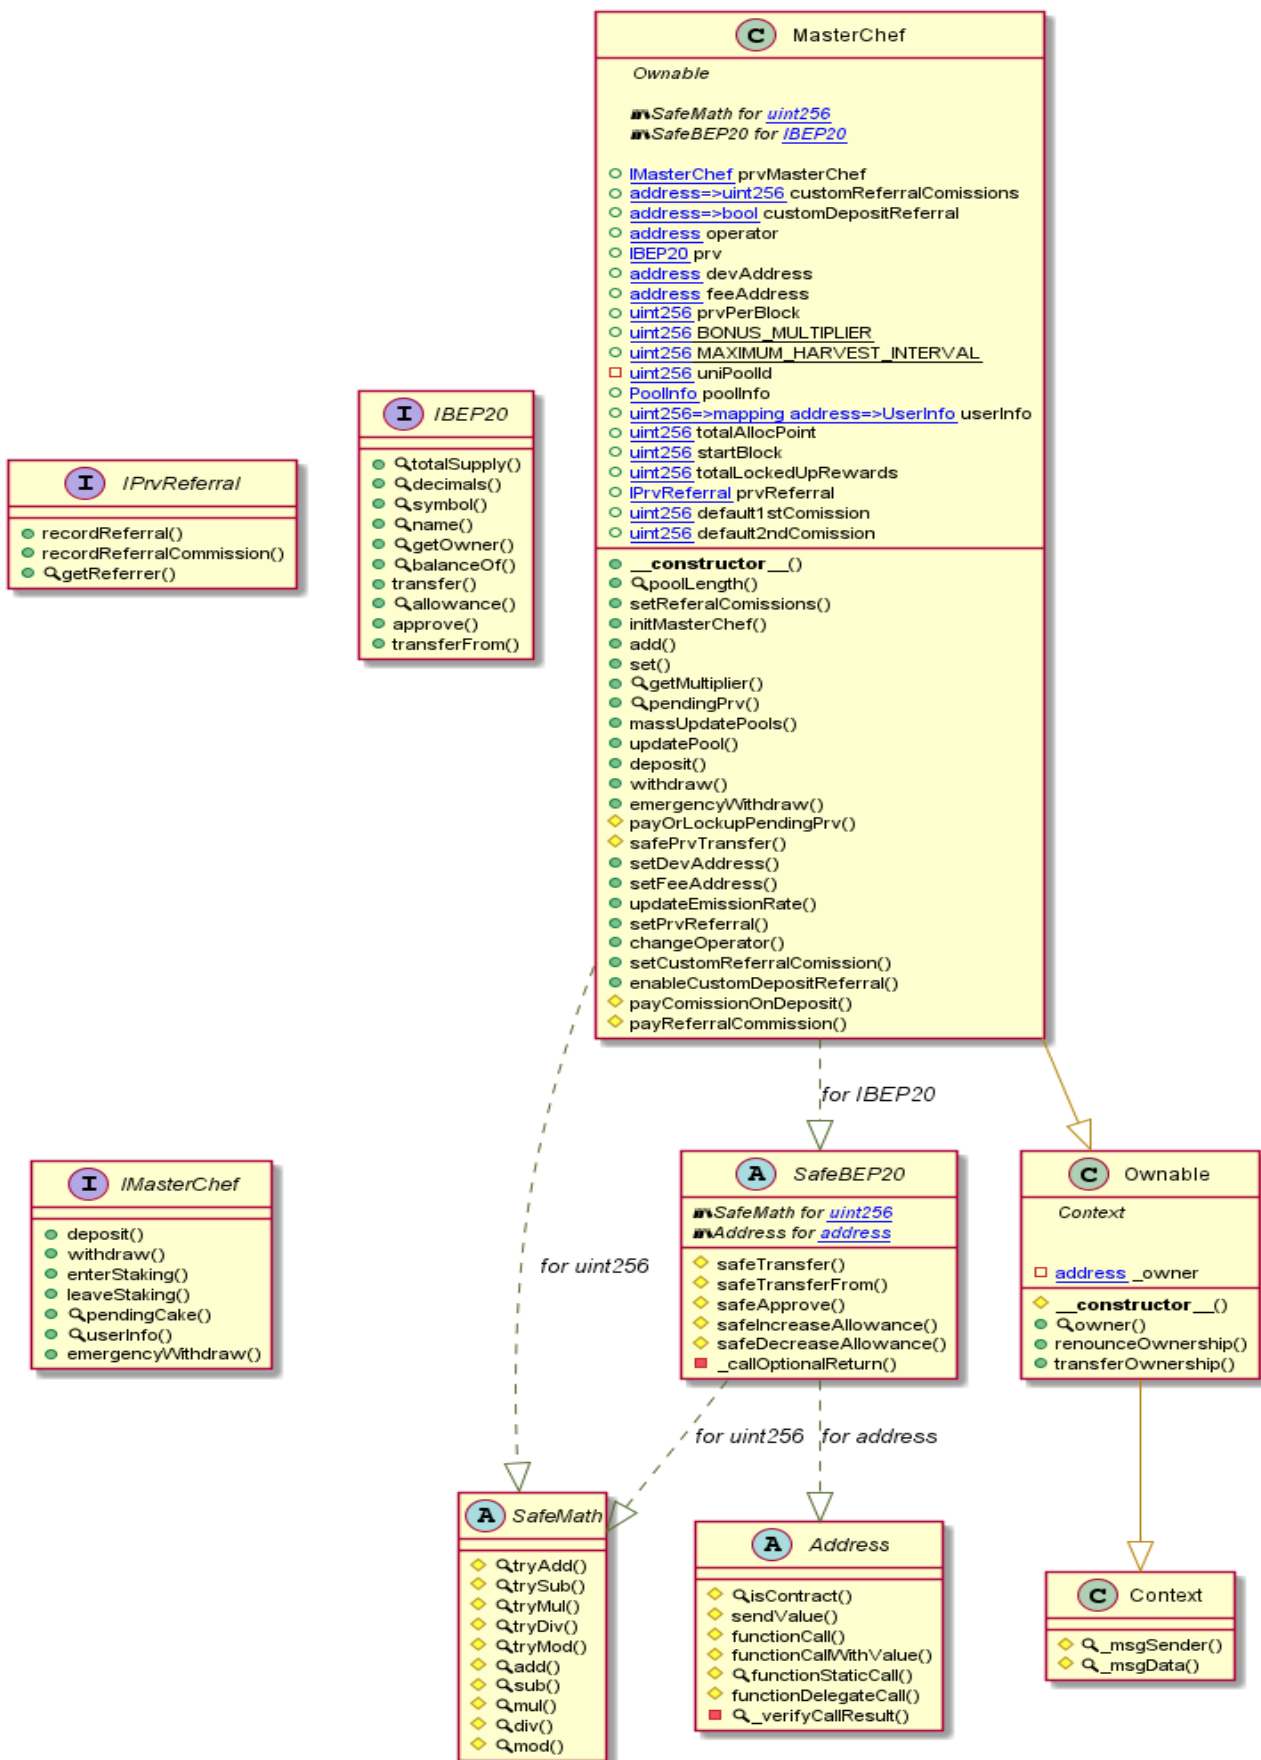 C MasterChef
Ownable
SafeMath for uint256
SafeBEP20 for IBEP20
IMasterChef prvMasterChef
address=>uint256 customReferralComissions
address=>bool customDepositReferral
address operator
IBEP20 prv
address devAddress
address feeAddress
uint256 prvPerBlock
uint256 BONUS_MULTIPLIER
uint256 MAXIMUM_HARVEST_INTERVAL
uint256 uniPoolId
PoolInfo poolInfo
uint256=>mapping address=>UserInfo userInfo
uint256 totalAllocPoint
uint256 startBlock
uint256 totalLockedUpRewards
IPrvReferral prvReferral
uint256 default1stComission
uint256 default2ndComission
__constructor__()
poolLength()
setReferalComissions()
initMasterChef()
add()
set()
getMultiplier()
pendingPrv()
massUpdatePools()
updatePool()
deposit()
withdraw()
emergencyWithdraw()
payOrLockupPendingPrv()
safePrvTransfer()
setDevAddress()
setFeeAddress()
updateEmissionRate()
setPrvReferral()
changeOperator()
setCustomReferralComission()
enableCustomDepositReferral()
payComissionOnDeposit()
payReferralCommission()
I IBEP20
totalSupply()
decimals()
symbol()
name()
getOwner()
balanceOf()
transfer()
allowance()
approve()
transferFrom()
I IPrvReferral
recordReferral()
recordReferralCommission()
getReferrer()
for IBEP20
I IMasterChef
deposit()
withdraw()
enterStaking()
leaveStaking()
pendingCake()
userInfo()
emergencyWithdraw()
for uint256
A SafeBEP20
SafeMath for uint256
Address for address
safeTransfer()
safeTransferFrom()
safeApprove()
safeIncreaseAllowance()
safeDecreaseAllowance()
_callOptionalReturn()
C Ownable
Context
address _owner
__constructor__()
owner()
renounceOwnership()
transferOwnership()
for uint256
for address
A SafeMath
tryAdd()
trySub()
tryMul()
tryDiv()
tryMod()
add()
sub()
mul()
div()
mod()
A Address
isContract()
sendValue()
functionCall()
functionCallWithValue()
functionStaticCall()
functionDelegateCall()
_verifyCallResult()
C Context
_msgSender()
_msgData()